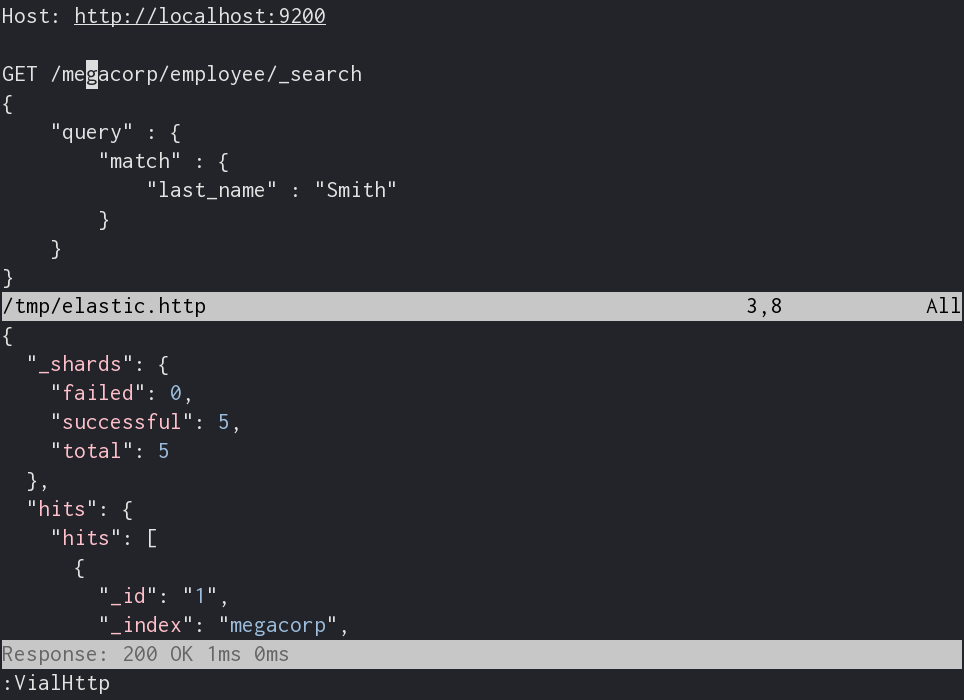 Host: http://localhost:9200
GET /megacorp/employee/_search
{
    "query" : {
        "match" : {
            "last_name" : "Smith"
        }
    }
}
/tmp/elastic.http 3,8 All
{
  "_shards": {
    "failed": 0,
    "successful": 5,
    "total": 5
  },
  "hits": {
    "hits": [
      {
        "_id": "1",
        "_index": "megacorp",
Response: 200 OK 1ms 0ms
:VialHttp